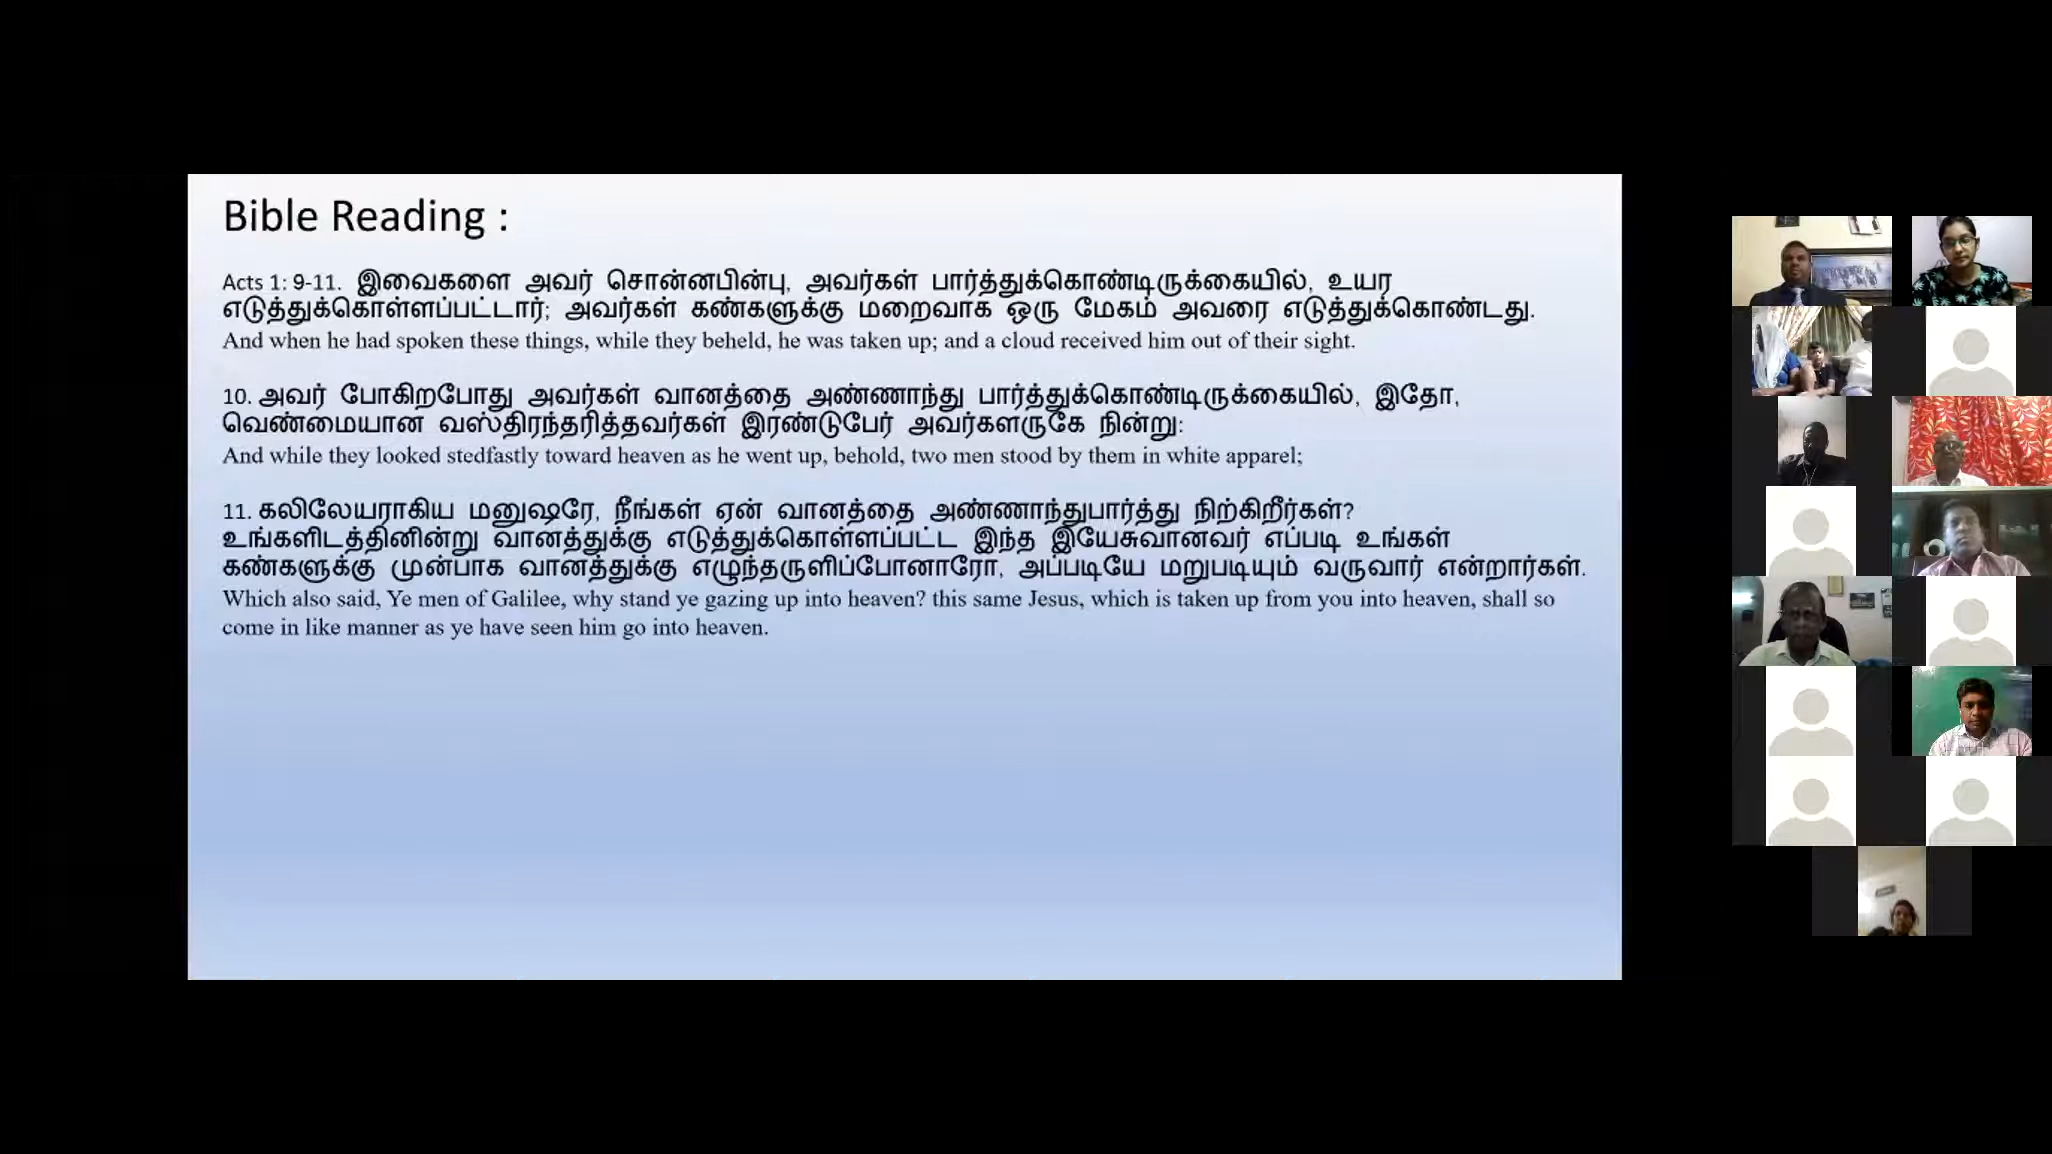 Bible Reading :
Acts 1: 9-11. இவைகளை அவர் சொன்னபின்பு, அவர்கள் பார்த்துக்கொண்டிருக்கையில், உயர
எடுத்துக்கொள்ளப்பட்டார்; அவர்கள் கண்களுக்கு மறைவாக ஒரு மேகம் அவரை எடுத்துக்கொண்டது.
And when he had spoken these things, while they beheld, he was taken up; and a cloud received him out of their sight.
10. அவர் போகிறபோது அவர்கள் வானத்தை அண்ணாந்து பார்த்துக்கொண்டிருக்கையில், இதோ,
வெண்மையான வஸ்திரந்தரித்தவர்கள் இரண்டுபேர் அவர்களருகே நின்று:
And while they looked stedfastly toward heaven as he went up, behold, two men stood by them in white apparel;
11. கலிலேயராகிய மனுஷரே, நீங்கள் ஏன் வானத்தை அண்ணாந்துபார்த்து நிற்கிறீர்கள்?
உங்களிடத்தினின்று வானத்துக்கு எடுத்துக்கொள்ளப்பட்ட இந்த இயேசுவானவர் எப்படி உங்கள்
கண்களுக்கு முன்பாக வானத்துக்கு எழுந்தருளிப்போனாரோ, அப்படியே மறுபடியும் வருவார் என்றார்கள்.
Which also said, Ye men of Galilee, why stand ye gazing up into heaven? this same Jesus, which is taken up from you into heaven, shall so
come in like manner as ye have seen him go into heaven.